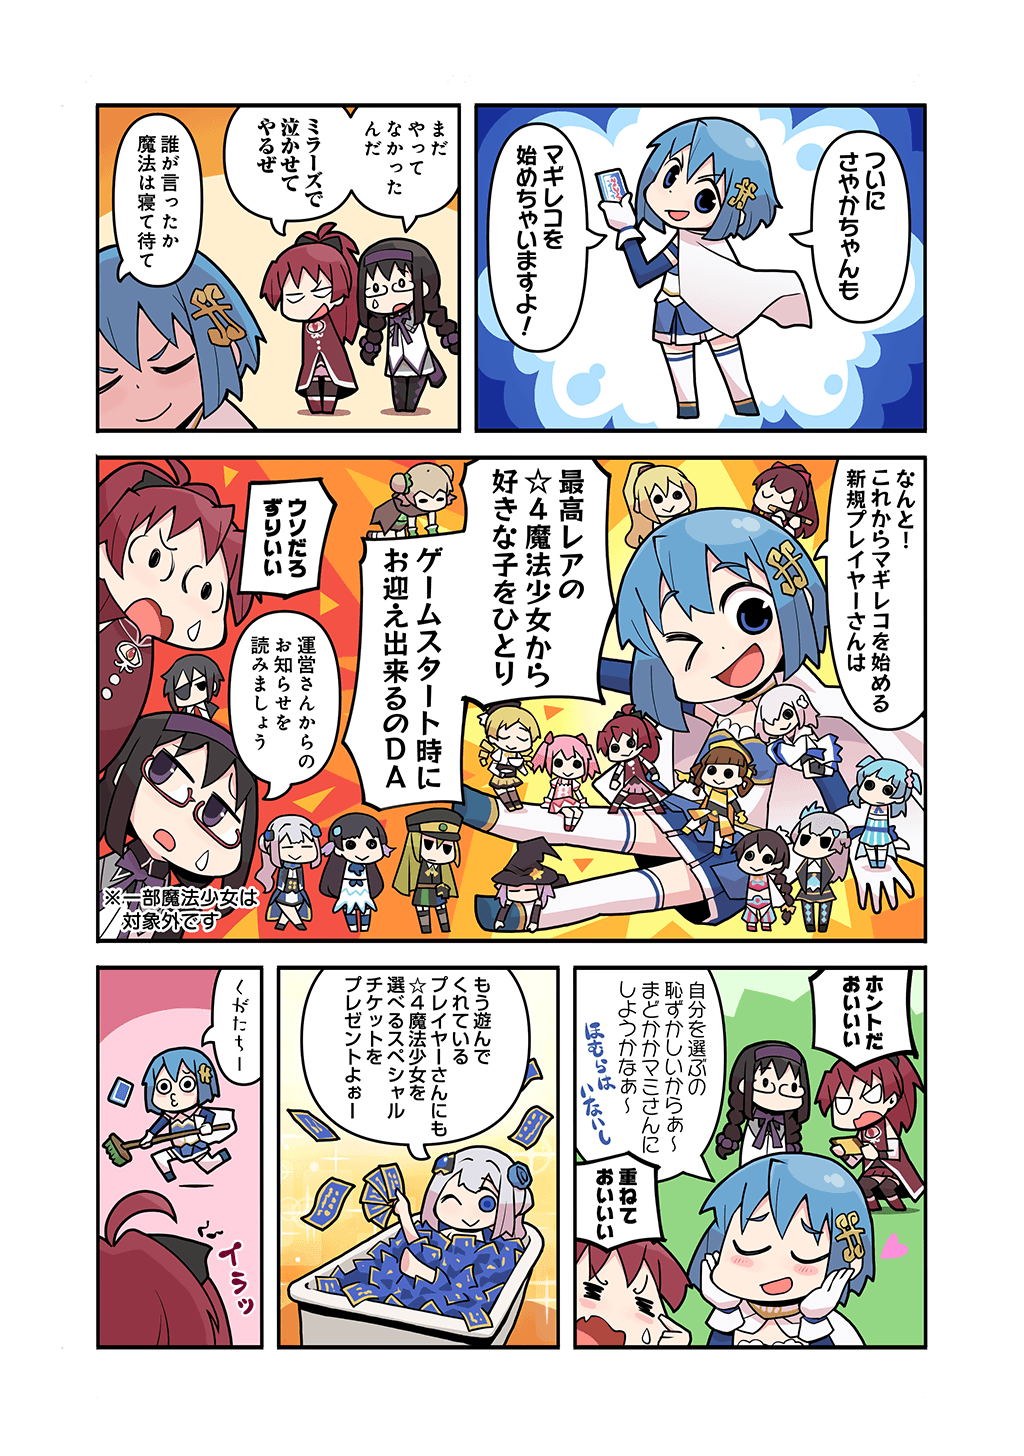 ついに
さやかちゃんも
マギレコを
始めちゃいますよ！
まだ
やって
なかった
んだ
ミラーズで
泣かせて
やるぜ
誰が言ったか
魔法は寝て待て
なんと！
これからマギレコを始める
新規プレイヤーさんは
最高レアの
☆４魔法少女から
好きな子をひとり
ゲームスタート時に
お迎え出来るのＤＡ
ウソだろ
ずりいい
運営さんからの
お知らせを
読みましょう
※一部魔法少女は
対象外です
ホントだ
おいいい
自分を選ぶの
恥ずかしいからぁ～
まどかかマミさんに
しようかなぁ～
ほむらは
いないし
重ねて
おいいい
もう遊んで
くれている
プレイヤーさんにも
☆４魔法少女を
選べるスペシャル
チケットを
プレゼントよぉー
くがたちー
イラッ